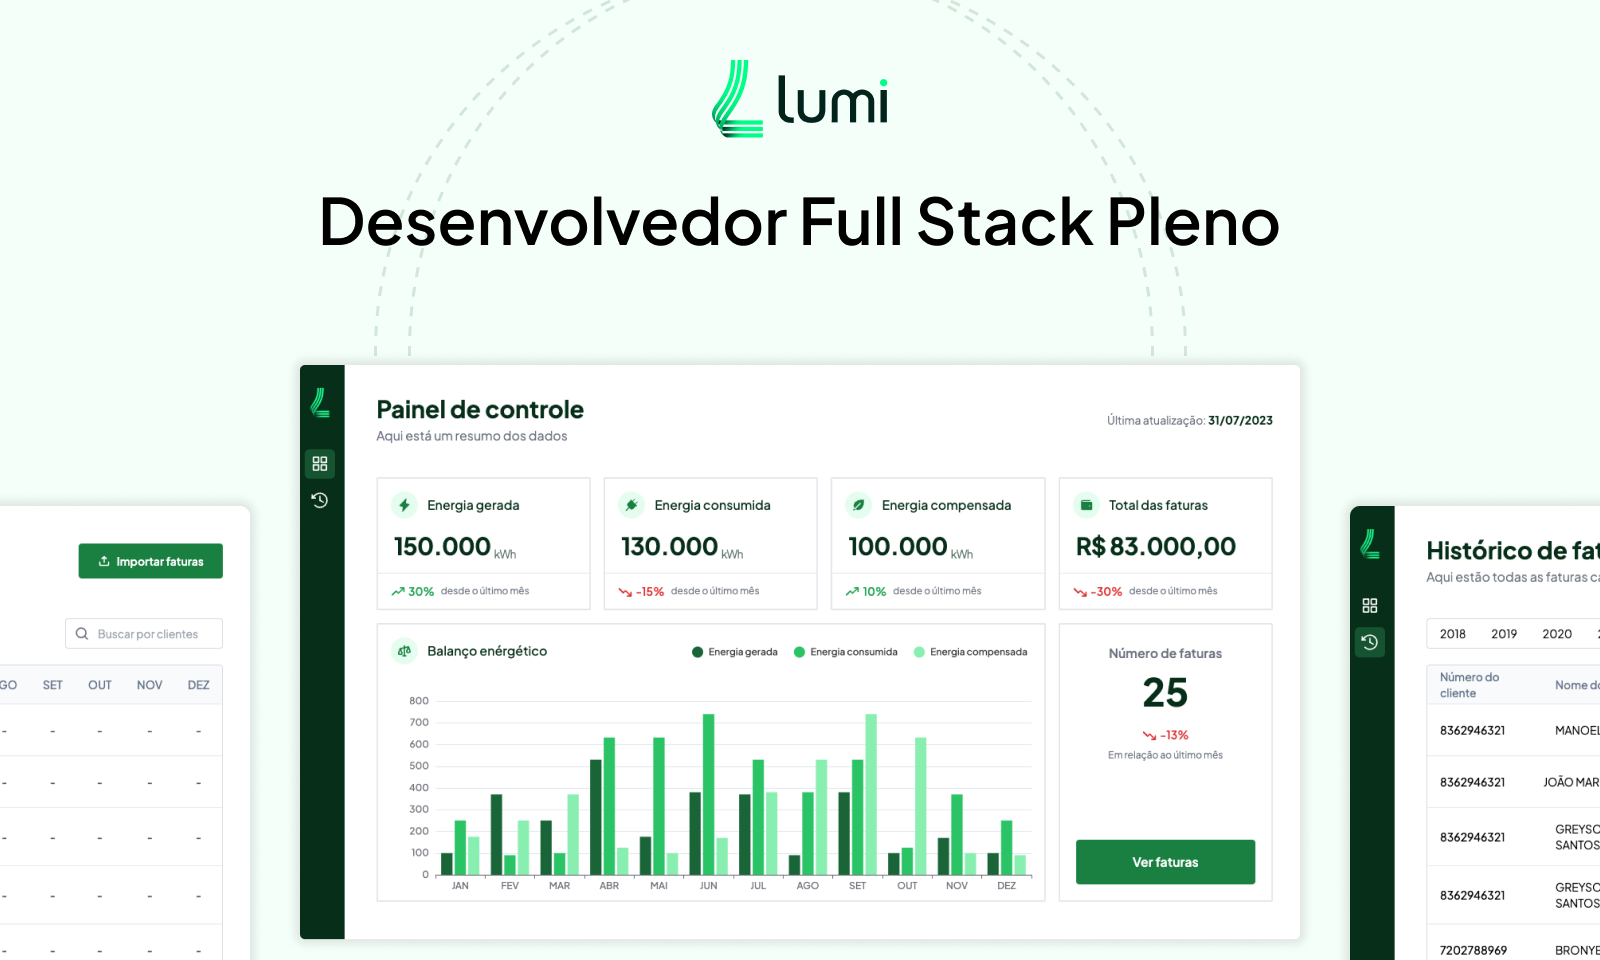 lumi
Desenvolvedor Full Stack Pleno
Painel de controle
Aqui está um resumo dos dados
Última atualização: 31/07/2023
Energia gerada
150.000 kWh
30% desde o último mês
Energia consumida
130.000 kWh
-15% desde o último mês
Energia compensada
100.000 kWh
10% desde o último mês
Total das faturas
R$ 83.000,00
-30% desde o último mês
Balanço enérgético
Energia gerada
Energia consumida
Energia compensada
800
700
600
500
400
300
200
100
0
JAN FEV MAR ABR MAI JUN JUL AGO SET OUT NOV DEZ
Número de faturas
25
-13%
Em relação ao último mês
Ver faturas
Importar faturas
Buscar por clientes
GO SET OUT NOV DEZ
- - - - -
- - - - -
- - - - -
- - - - -
- - - - -
Histórico de fat
Aqui estão todas as faturas ca
2018 2019 2020
Número do
cliente
Nome do
8362946321 MANOEL
8362946321 JOÃO MAR
8362946321
GREYSO
SANTOS
8362946321
GREYSO
SANTOS
7202788969 BRONYE